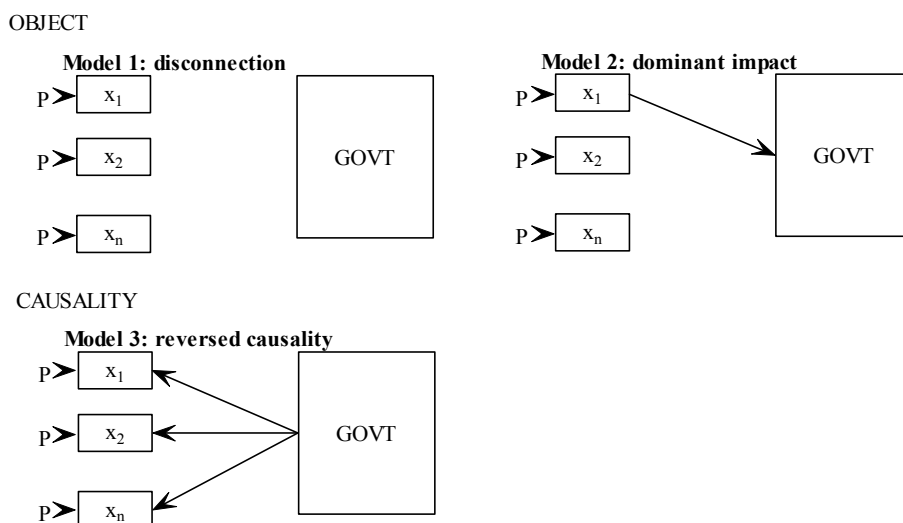 OBJECT
Model 1: disconnection
P x₁
P x₂
P xₙ
GOVT
Model 2: dominant impact
P x₁
P x₂
P xₙ
GOVT
CAUSALITY
Model 3: reversed causality
P x₁
P x₂
P xₙ
GOVT